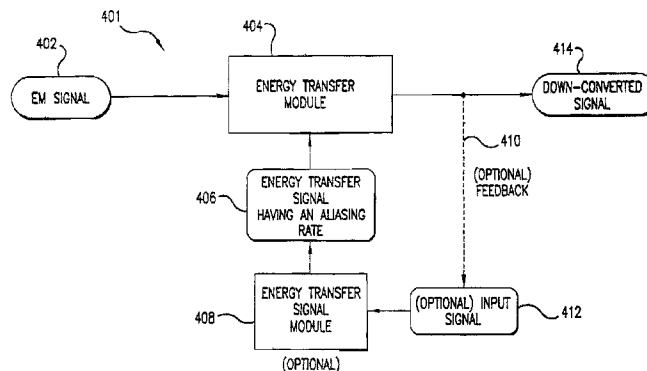 401
402
EM SIGNAL
404
ENERGY TRANSFER
MODULE
414
DOWN-CONVERTED
SIGNAL
410
(OPTIONAL)
FEEDBACK
406
ENERGY TRANSFER
SIGNAL
HAVING AN ALIASING
RATE
408
ENERGY TRANSFER
SIGNAL
MODULE
(OPTIONAL)
(OPTIONAL) INPUT
SIGNAL
412